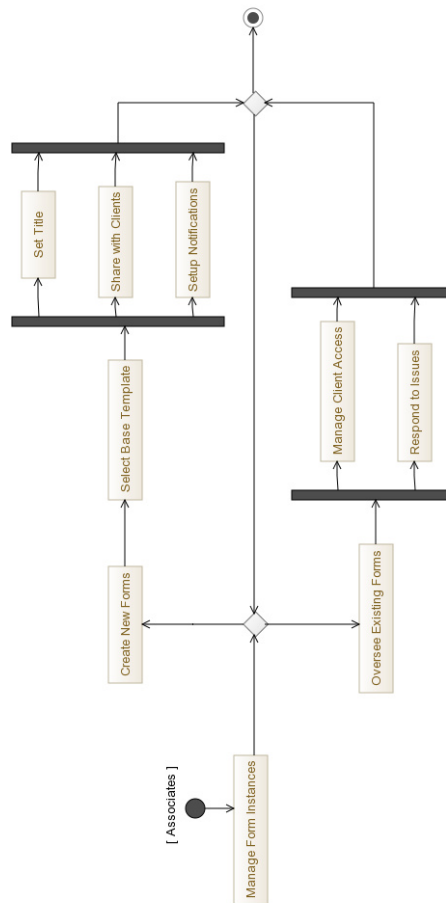 [ Associates ]
Manage Form Instances
Create New Forms
Select Base Template
Set Title
Share with Clients
Setup Notifications
Oversee Existing Forms
Manage Client Access
Respond to Issues